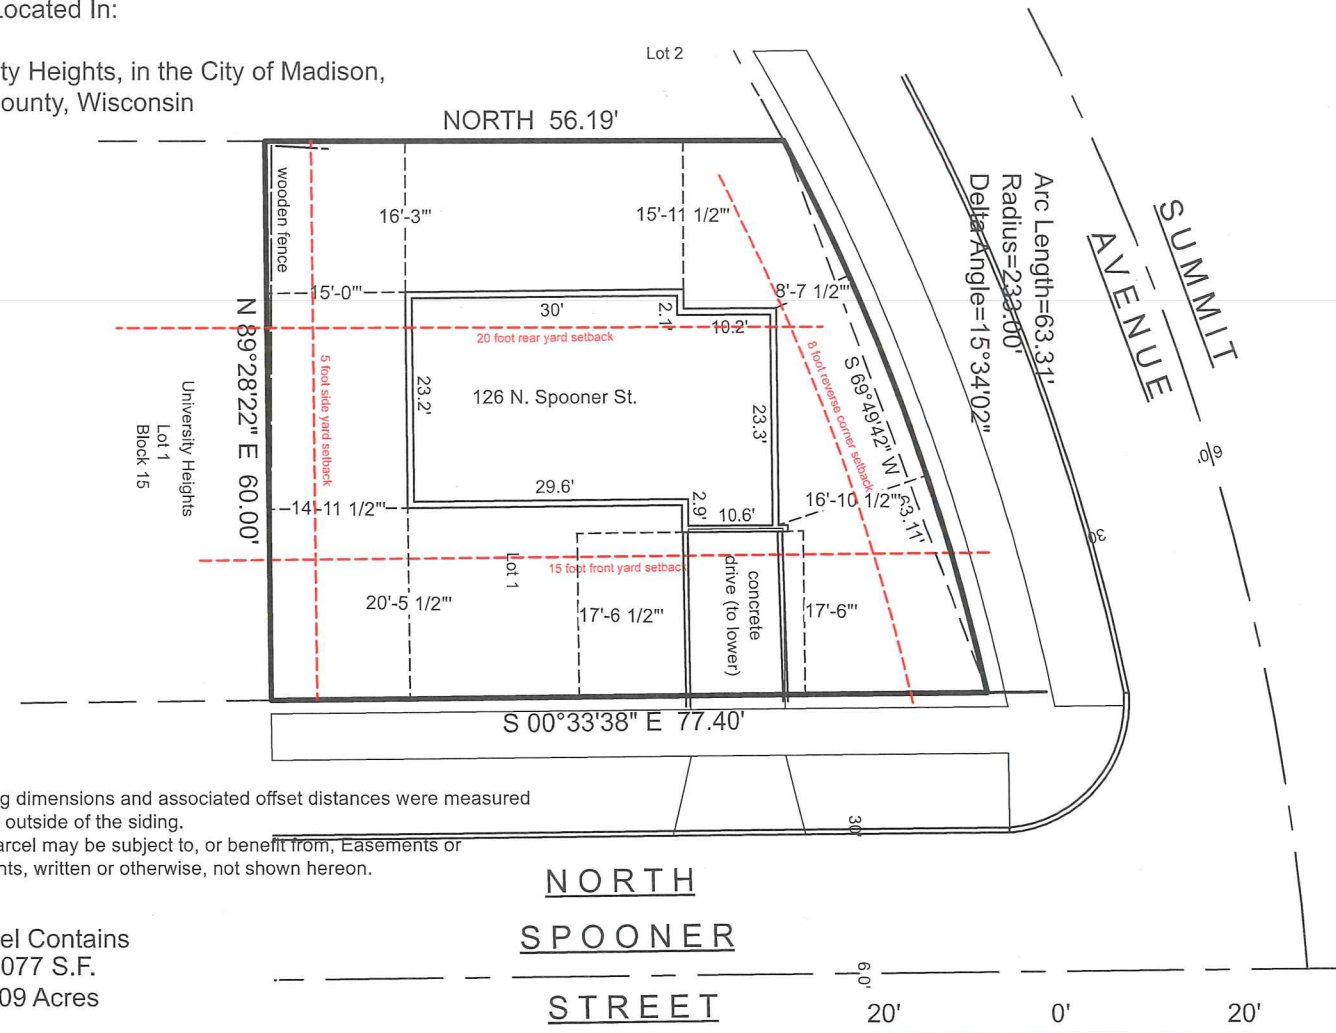 Located In:
Lot 2
ty Heights, in the City of Madison,
ounty, Wisconsin
NORTH 56.19'
wooden fence
16'-3"'
15'-11 1/2"'
15'-0"'
8'-7 1/2"'
30'
2.1'
10.2'
20 foot rear yard setback
5 foot side yard setback
8 foot reverse corner setback
23.2'
126 N. Spooner St.
23.3'
N 89°28'22" E 60.00'
University Heights
Lot 1
Block 15
S 69°49'42" W 63.11'
Arc Length=63.31'
Radius=233.00'
Delta Angle=15°34'02"
SUMMIT
AVENUE
60'
30'
14'-11 1/2"'
29.6'
2.9'
10.6'
16'-10 1/2"'
Lot 1
15 foot front yard setback
20'-5 1/2"'
17'-6 1/2"'
concrete
drive (to lower)
17'-6"'
S 00°33'38" E 77.40'
g dimensions and associated offset distances were measured
outside of the siding.
arcel may be subject to, or benefit from, Easements or
nts, written or otherwise, not shown hereon.
30'
NORTH
SPOONER
STREET
60'
el Contains
077 S.F.
09 Acres
20' 0' 20'